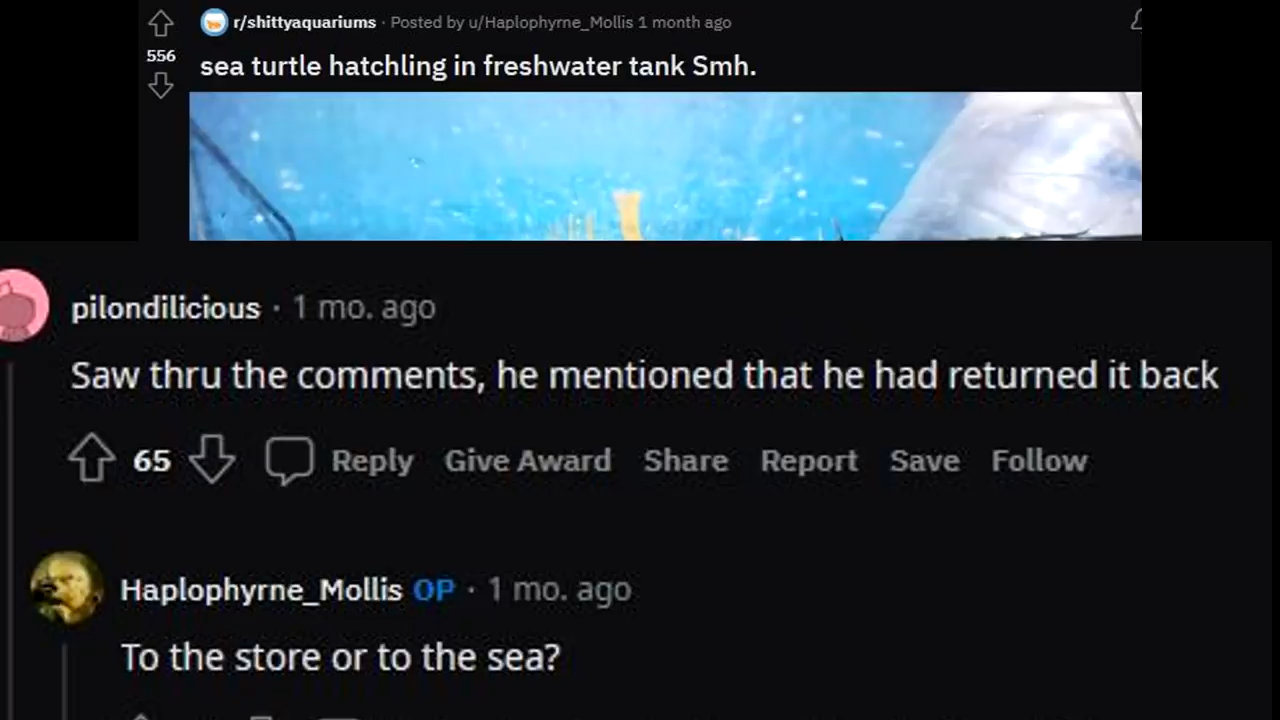 r/shittyaquariums · Posted by u/Haplophyrne_Mollis 1 month ago
556
sea turtle hatchling in freshwater tank Smh.
pilondilicious · 1 mo. ago
Saw thru the comments, he mentioned that he had returned it back
65 Reply Give Award Share Report Save Follow
Haplophyrne_Mollis OP · 1 mo. ago
To the store or to the sea?